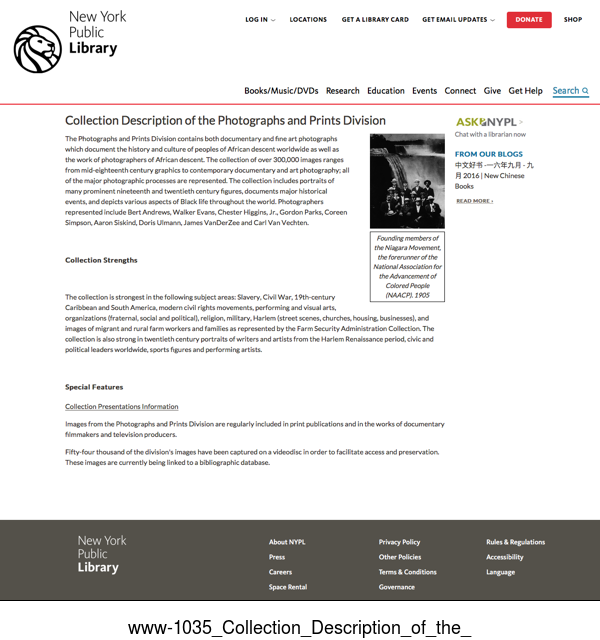 New York
Public
Library
LOG IN
LOCATIONS
GET A LIBRARY CARD
GET EMAIL UPDATES
DONATE
SHOP
Books/Music/DVDs
Research
Education
Events
Connect
Give
Get Help
Search
Collection Description of the Photographs and Prints Division
The Photographs and Prints Division contains both documentary and fine art photographs
which document the history and culture of peoples of African descent worldwide as well as
the work of photographers of African descent. The collection of over 300,000 images ranges
from mid-eighteenth century graphics to contemporary documentary and art photography; all
of the major photographic processes are represented. The collection includes portraits of
many prominent nineteenth and twentieth century figures, documents major historical
events, and depicts various aspects of Black life throughout the world. Photographers
represented include Bert Andrews, Walker Evans, Chester Higgins, Jr., Gordon Parks, Coreen
Simpson, Aaron Siskind, Doris Ulmann, James VanDerZee and Carl Van Vechten.
Founding members of
the Niagara Movement,
the forerunner of the
National Association for
the Advancement of
Colored People
(NAACP). 1905
Collection Strengths
The collection is strongest in the following subject areas: Slavery, Civil War, 19th-century
Caribbean and South America, modern civil rights movements, performing and visual arts,
organizations (fraternal, social and political), religion, military, Harlem (street scenes, churches, housing, businesses), and
images of migrant and rural farm workers and families as represented by the Farm Security Administration Collection. The
collection is also strong in twentieth century portraits of writers and artists from the Harlem Renaissance period, civic and
political leaders worldwide, sports figures and performing artists.
Special Features
Collection Presentations Information
Images from the Photographs and Prints Division are regularly included in print publications and in the works of documentary
filmmakers and television producers.
Fifty-four thousand of the division's images have been captured on a videodisc in order to facilitate access and preservation.
These images are currently being linked to a bibliographic database.
ASK NYPL >
Chat with a librarian now
FROM OUR BLOGS
中文好书 -一六年九月 - 九
月 2016 | New Chinese
Books
READ MORE ›
New York
Public
Library
About NYPL
Press
Careers
Space Rental
Privacy Policy
Other Policies
Terms & Conditions
Governance
Rules & Regulations
Accessibility
Language
www-1035_Collection_Description_of_the_